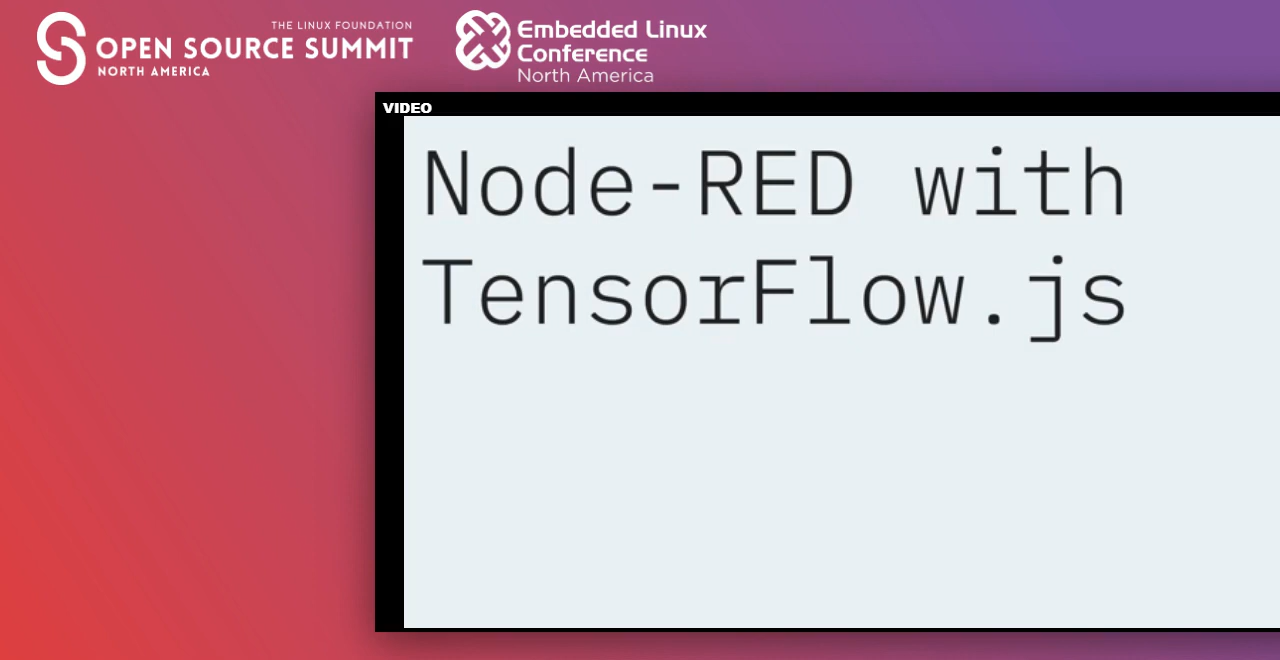 THE LINUX FOUNDATION
OPEN SOURCE SUMMIT
NORTH AMERICA
Embedded Linux
Conference
North America
VIDEO
Node-RED with
TensorFlow.js